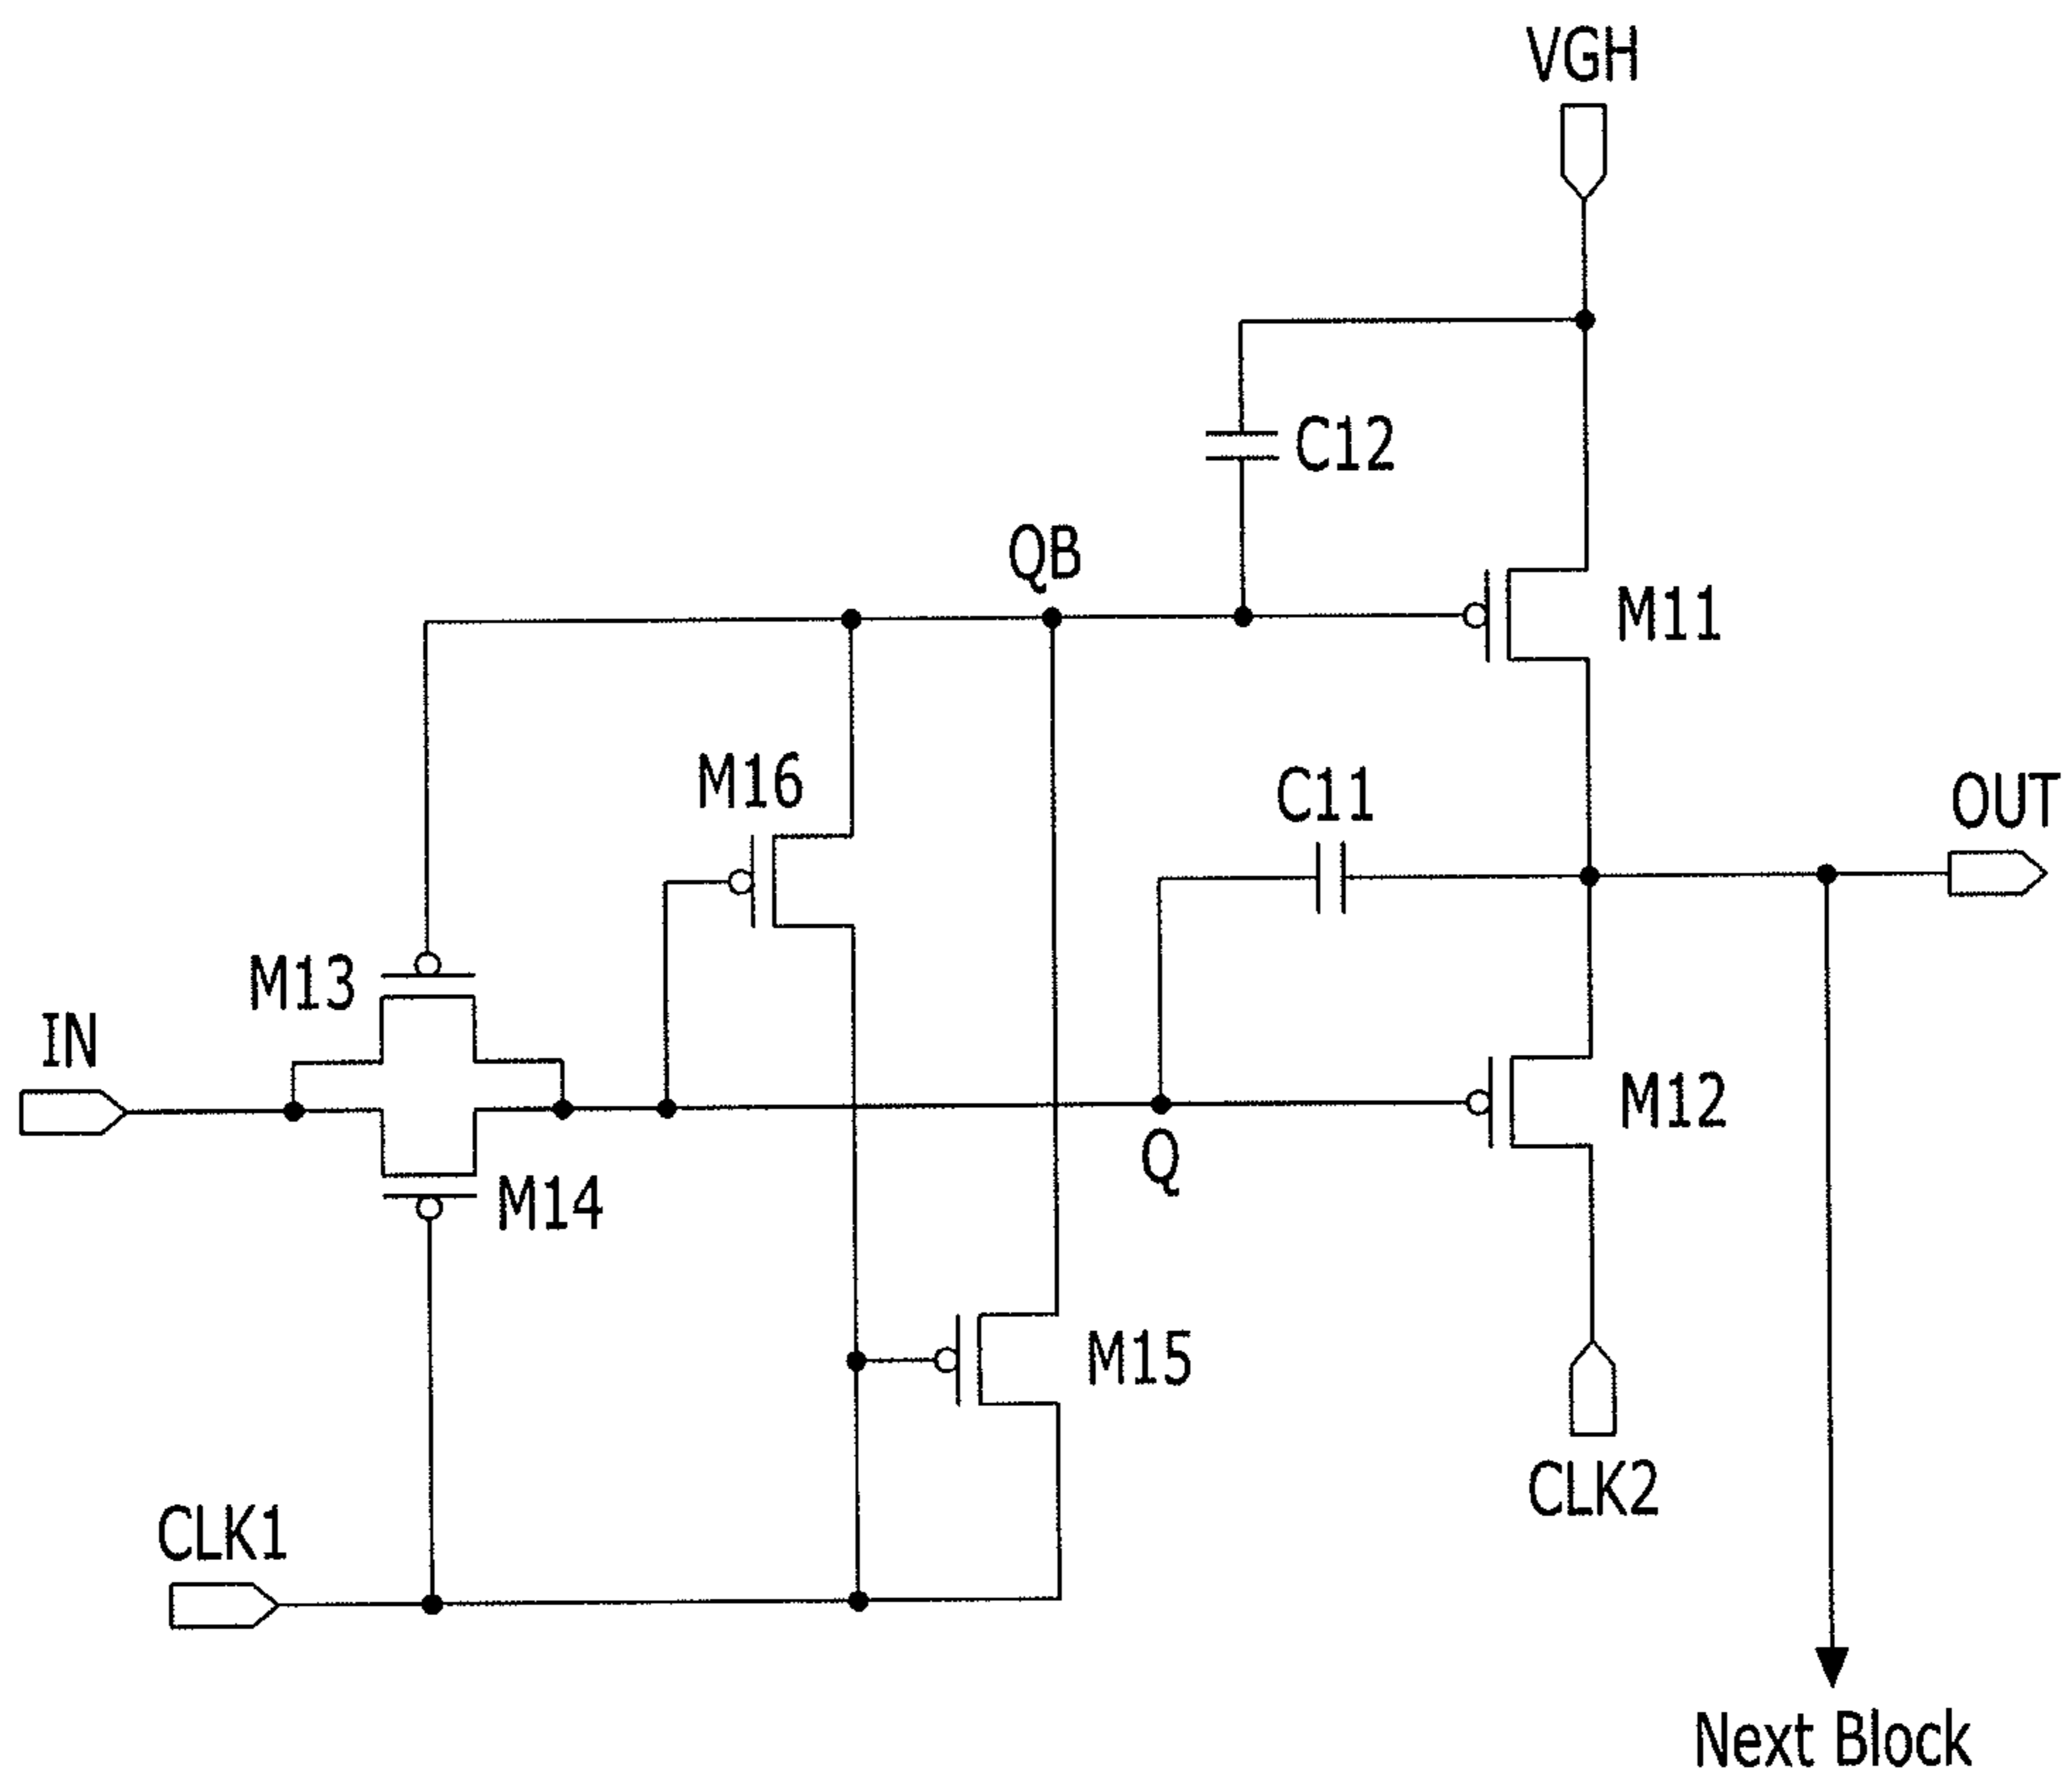 VGH
C12
QB
M11
M16
C11
OUT
M13
IN
M12
Q
M14
M15
CLK2
CLK1
Next Block